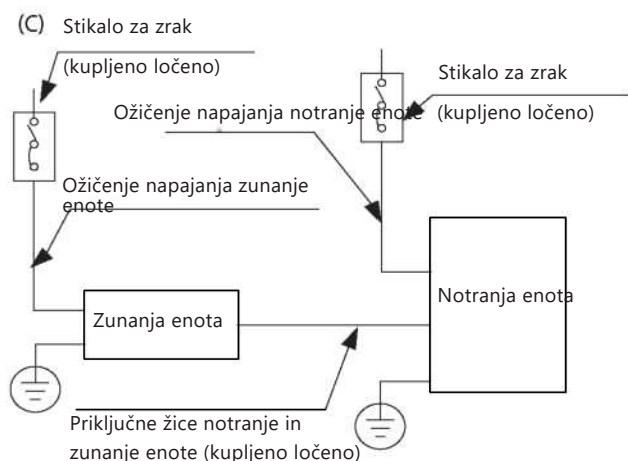 (C)
Stikalo za zrak
(kupljeno ločeno)
Stikalo za zrak
(kupljeno ločeno)
Ožičenje napajanja notranje enote
Ožičenje napajanja zunanje
enote
Zunanja enota
Notranja enota
Priključne žice notranje in
zunanje enote (kupljeno ločeno)